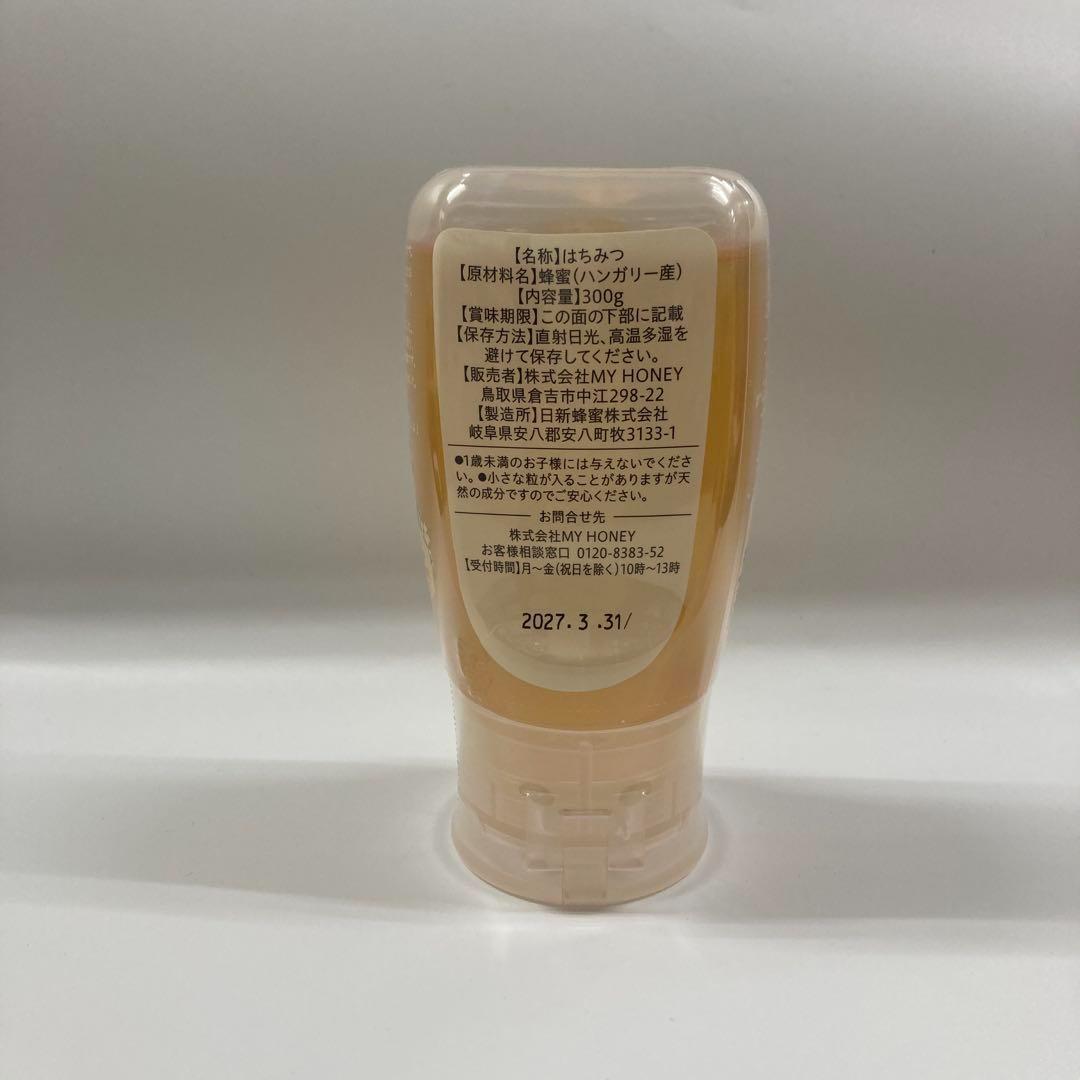 【名称】はちみつ
【原材料名】蜂蜜(ハンガリー産)
【内容量】300g
【賞味期限】この面の下部に記載
【保存方法】直射日光、高温多湿を
避けて保存してください。
【販売者】株式会社MY HONEY
鳥取県倉吉市中江298-22
【製造所】日新蜂蜜株式会社
岐阜県安八郡安八町牧3133-1
●1歳未満のお子様には与えないでくださ
い。●小さな粒が入ることがありますが天
然の成分ですのでご安心ください。
お問合せ先
株式会社MY HONEY
お客様相談窓口 0120-8383-52
【受付時間】月~金(祝日を除く)10時~13時
2027. 3 .31/